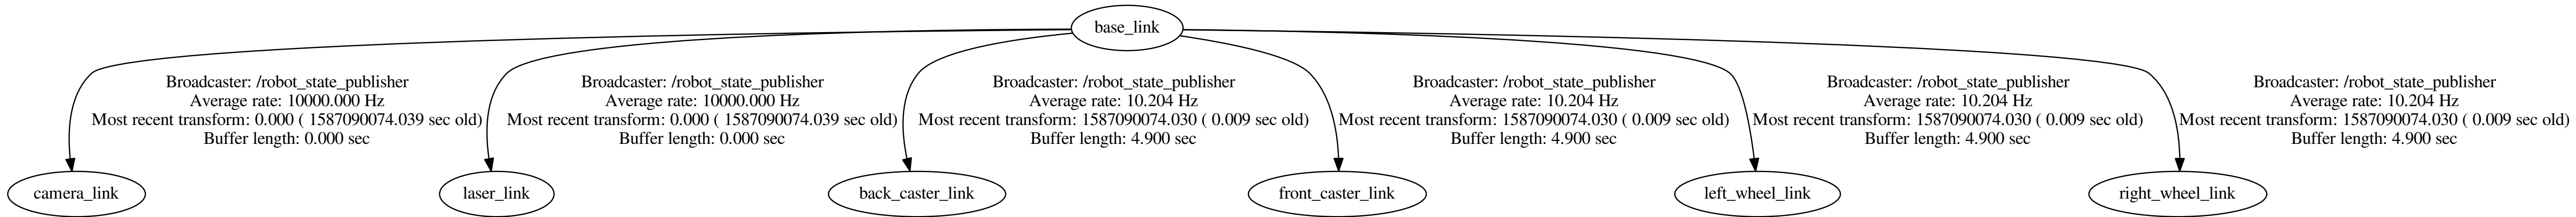 base_link
Broadcaster: /robot_state_publisher
Average rate: 10000.000 Hz
Most recent transform: 0.000 ( 1587090074.039 sec old)
Buffer length: 0.000 sec
Broadcaster: /robot_state_publisher
Average rate: 10000.000 Hz
Most recent transform: 0.000 ( 1587090074.039 sec old)
Buffer length: 0.000 sec
Broadcaster: /robot_state_publisher
Average rate: 10.204 Hz
Most recent transform: 1587090074.030 ( 0.009 sec old)
Buffer length: 4.900 sec
Broadcaster: /robot_state_publisher
Average rate: 10.204 Hz
Most recent transform: 1587090074.030 ( 0.009 sec old)
Buffer length: 4.900 sec
Broadcaster: /robot_state_publisher
Average rate: 10.204 Hz
Most recent transform: 1587090074.030 ( 0.009 sec old)
Buffer length: 4.900 sec
Broadcaster: /robot_state_publisher
Average rate: 10.204 Hz
Most recent transform: 1587090074.030 ( 0.009 sec old)
Buffer length: 4.900 sec
camera_link
laser_link
back_caster_link
front_caster_link
left_wheel_link
right_wheel_link